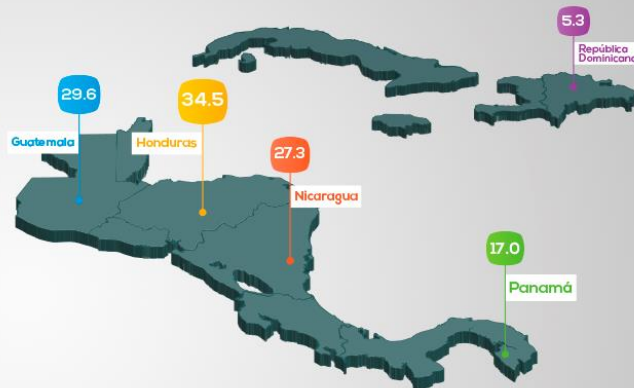 5.3
República
Dominicana
29.6
Guatemala
34.5
Honduras
27.3
Nicaragua
17.0
Panamá